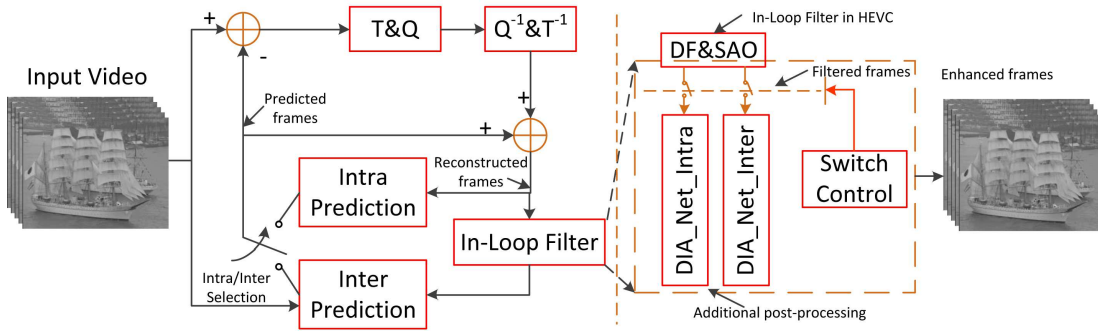 Input Video
+
-
T&Q
Q⁻¹&T⁻¹
Predicted
frames
+
+
Reconstructed
frames
Intra
Prediction
In-Loop Filter
Intra/Inter
Selection
Inter
Prediction
In-Loop Filter in HEVC
DF&SAO
Filtered frames
DIA_Net_Intra
DIA_Net_Inter
Switch
Control
Additional post-processing
Enhanced frames